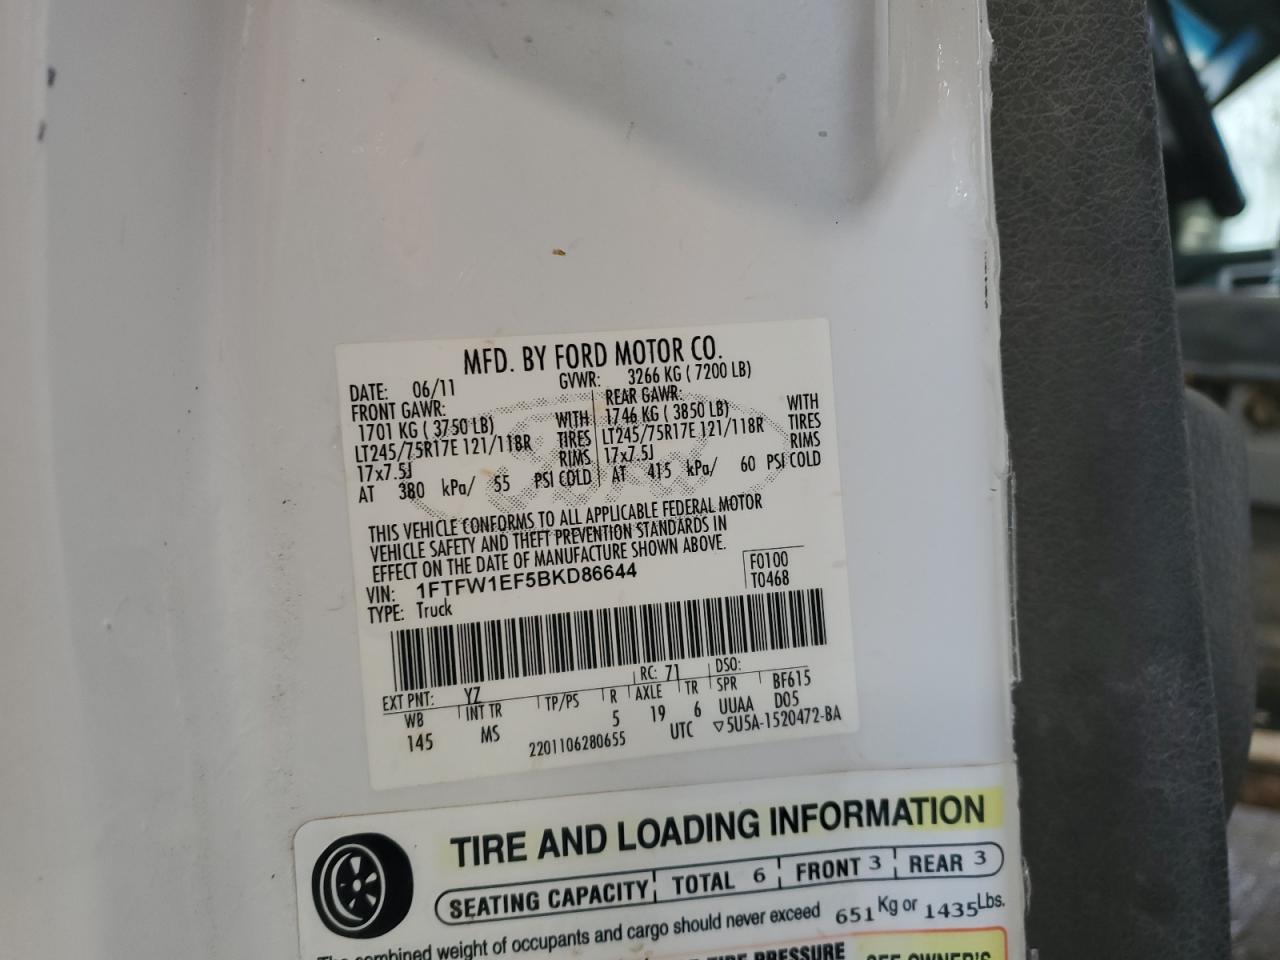 MFD. BY FORD MOTOR CO.
DATE: 06/11 GVWR: 3266 KG ( 7200 LB)
FRONT GAWR: REAR GAWR:
1701 KG ( 3750 LB) WITH 1746 KG ( 3850 LB) WITH
LT245/75R17E 121/118R TIRES LT245/75R17E 121/118R TIRES
17x7.5J RIMS 17x7.5J RIMS
AT 380 kPa/ 55 PSI COLD AT 415 kPa/ 60 PSI COLD
THIS VEHICLE CONFORMS TO ALL APPLICABLE FEDERAL MOTOR
VEHICLE SAFETY AND THEFT PREVENTION STANDARDS IN
EFFECT ON THE DATE OF MANUFACTURE SHOWN ABOVE.
VIN: 1FTFW1EF5BKD86644 F0100
TYPE: Truck T0468
EXT PNT: YZ RC: 71 DSO:
WB INT TR TP/PS R AXLE TR SPR BF615
145 MS 5 19 6 UUAA D05
2201106280655 UTC ▽5U5A-1520472-BA
TIRE AND LOADING INFORMATION
SEATING CAPACITY TOTAL 6 FRONT 3 REAR 3
The combined weight of occupants and cargo should never exceed 651 Kg or 1435 Lbs.
TIRE PRESSURE SEE OWNER'S